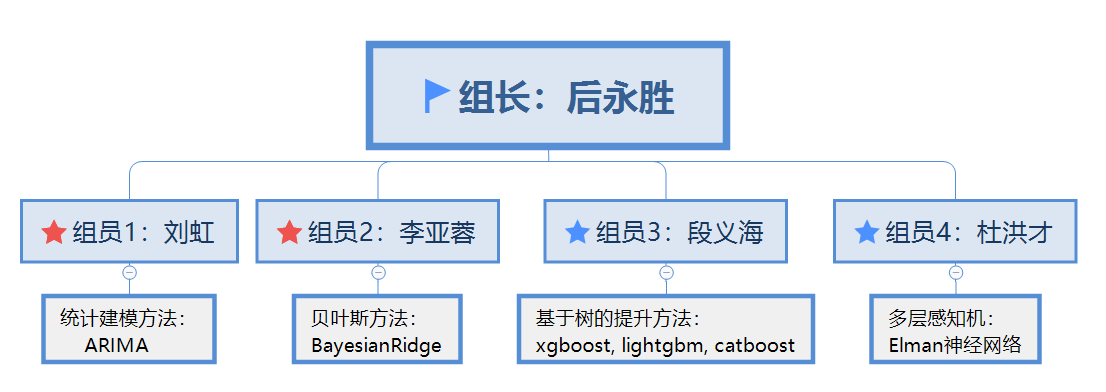 组长：后永胜
组员1：刘虹
组员2：李亚蓉
组员3：段义海
组员4：杜洪才
统计建模方法：
ARIMA
贝叶斯方法：
BayesianRidge
基于树的提升方法：
xgboost, lightgbm, catboost
多层感知机：
Elman神经网络